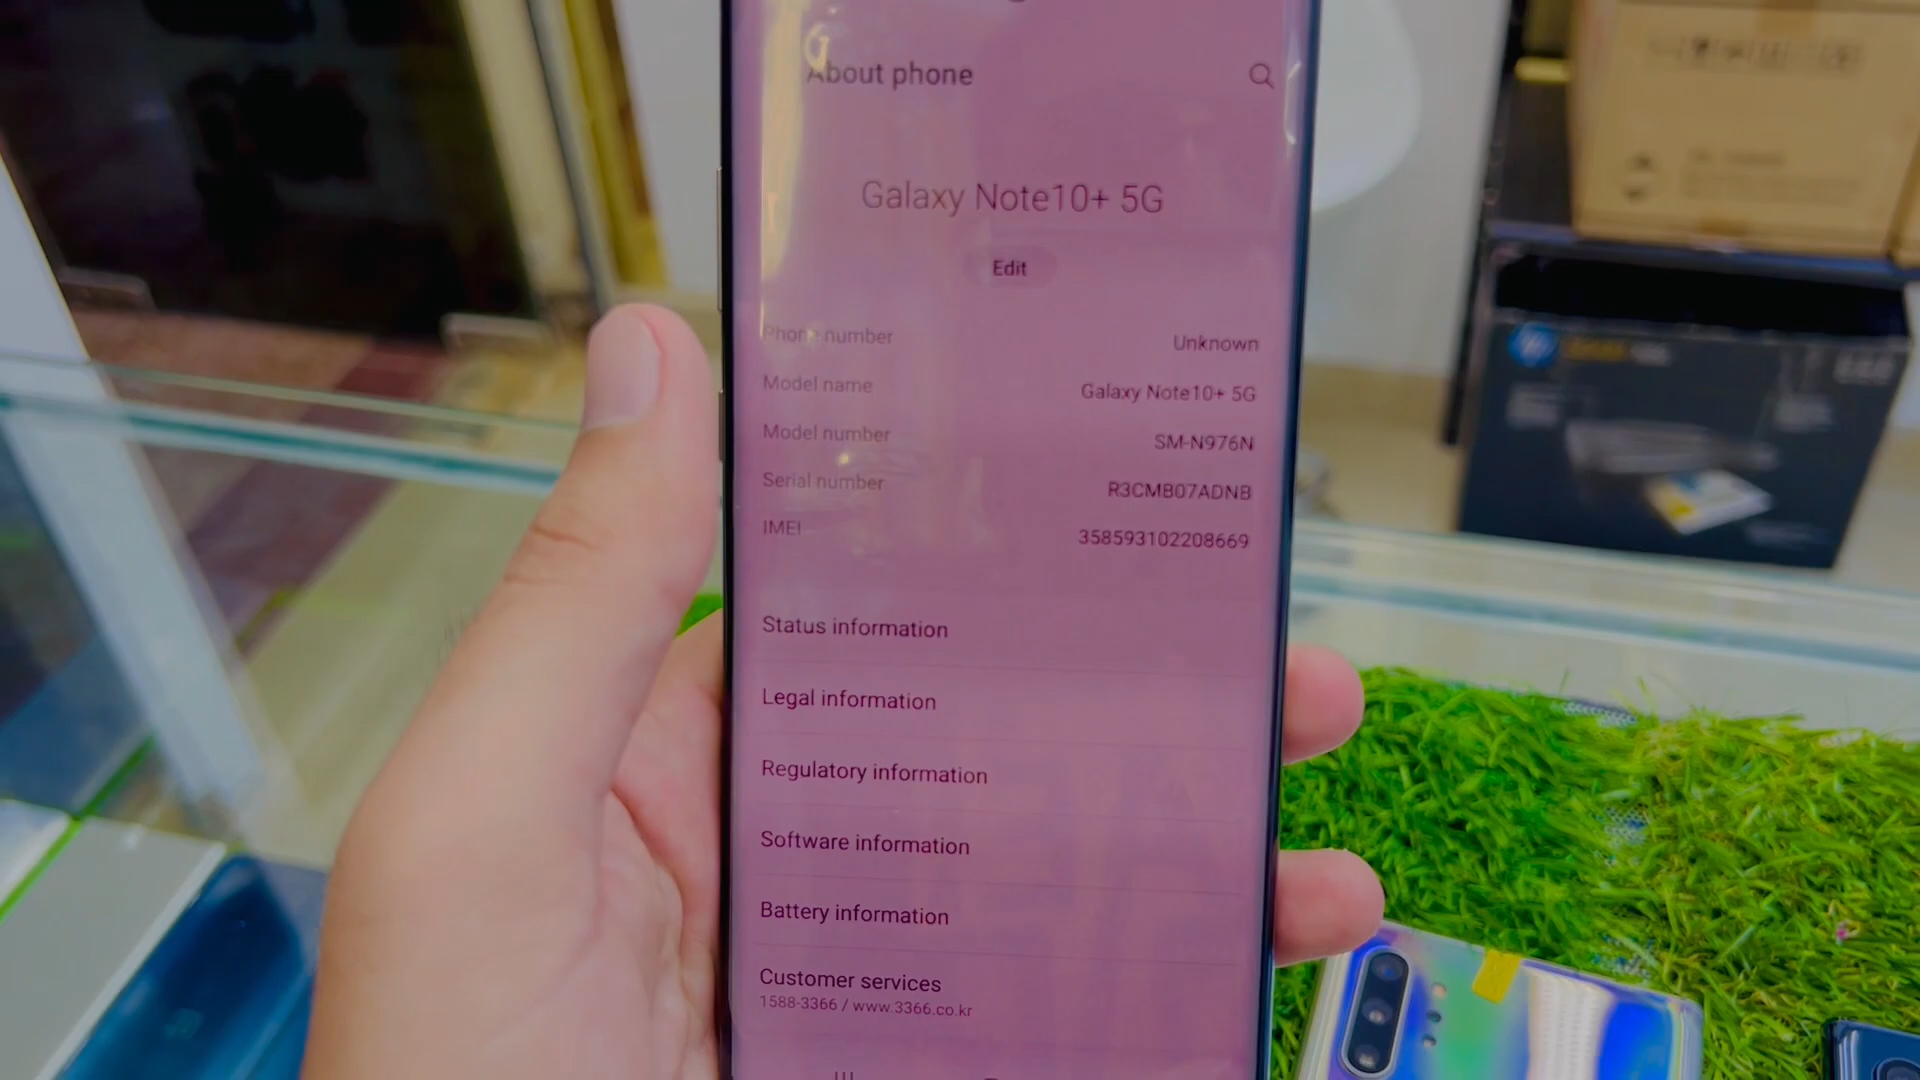 About phone
Galaxy Note10+ 5G
Edit
Phone number Unknown
Model name Galaxy Note10+ 5G
Model number SM-N976N
Serial number R3CMB07ADNB
IMEI 358593102208669
Status information
Legal information
Regulatory information
Software information
Battery information
Customer services
1588-3366 / www.3366.co.kr
hp